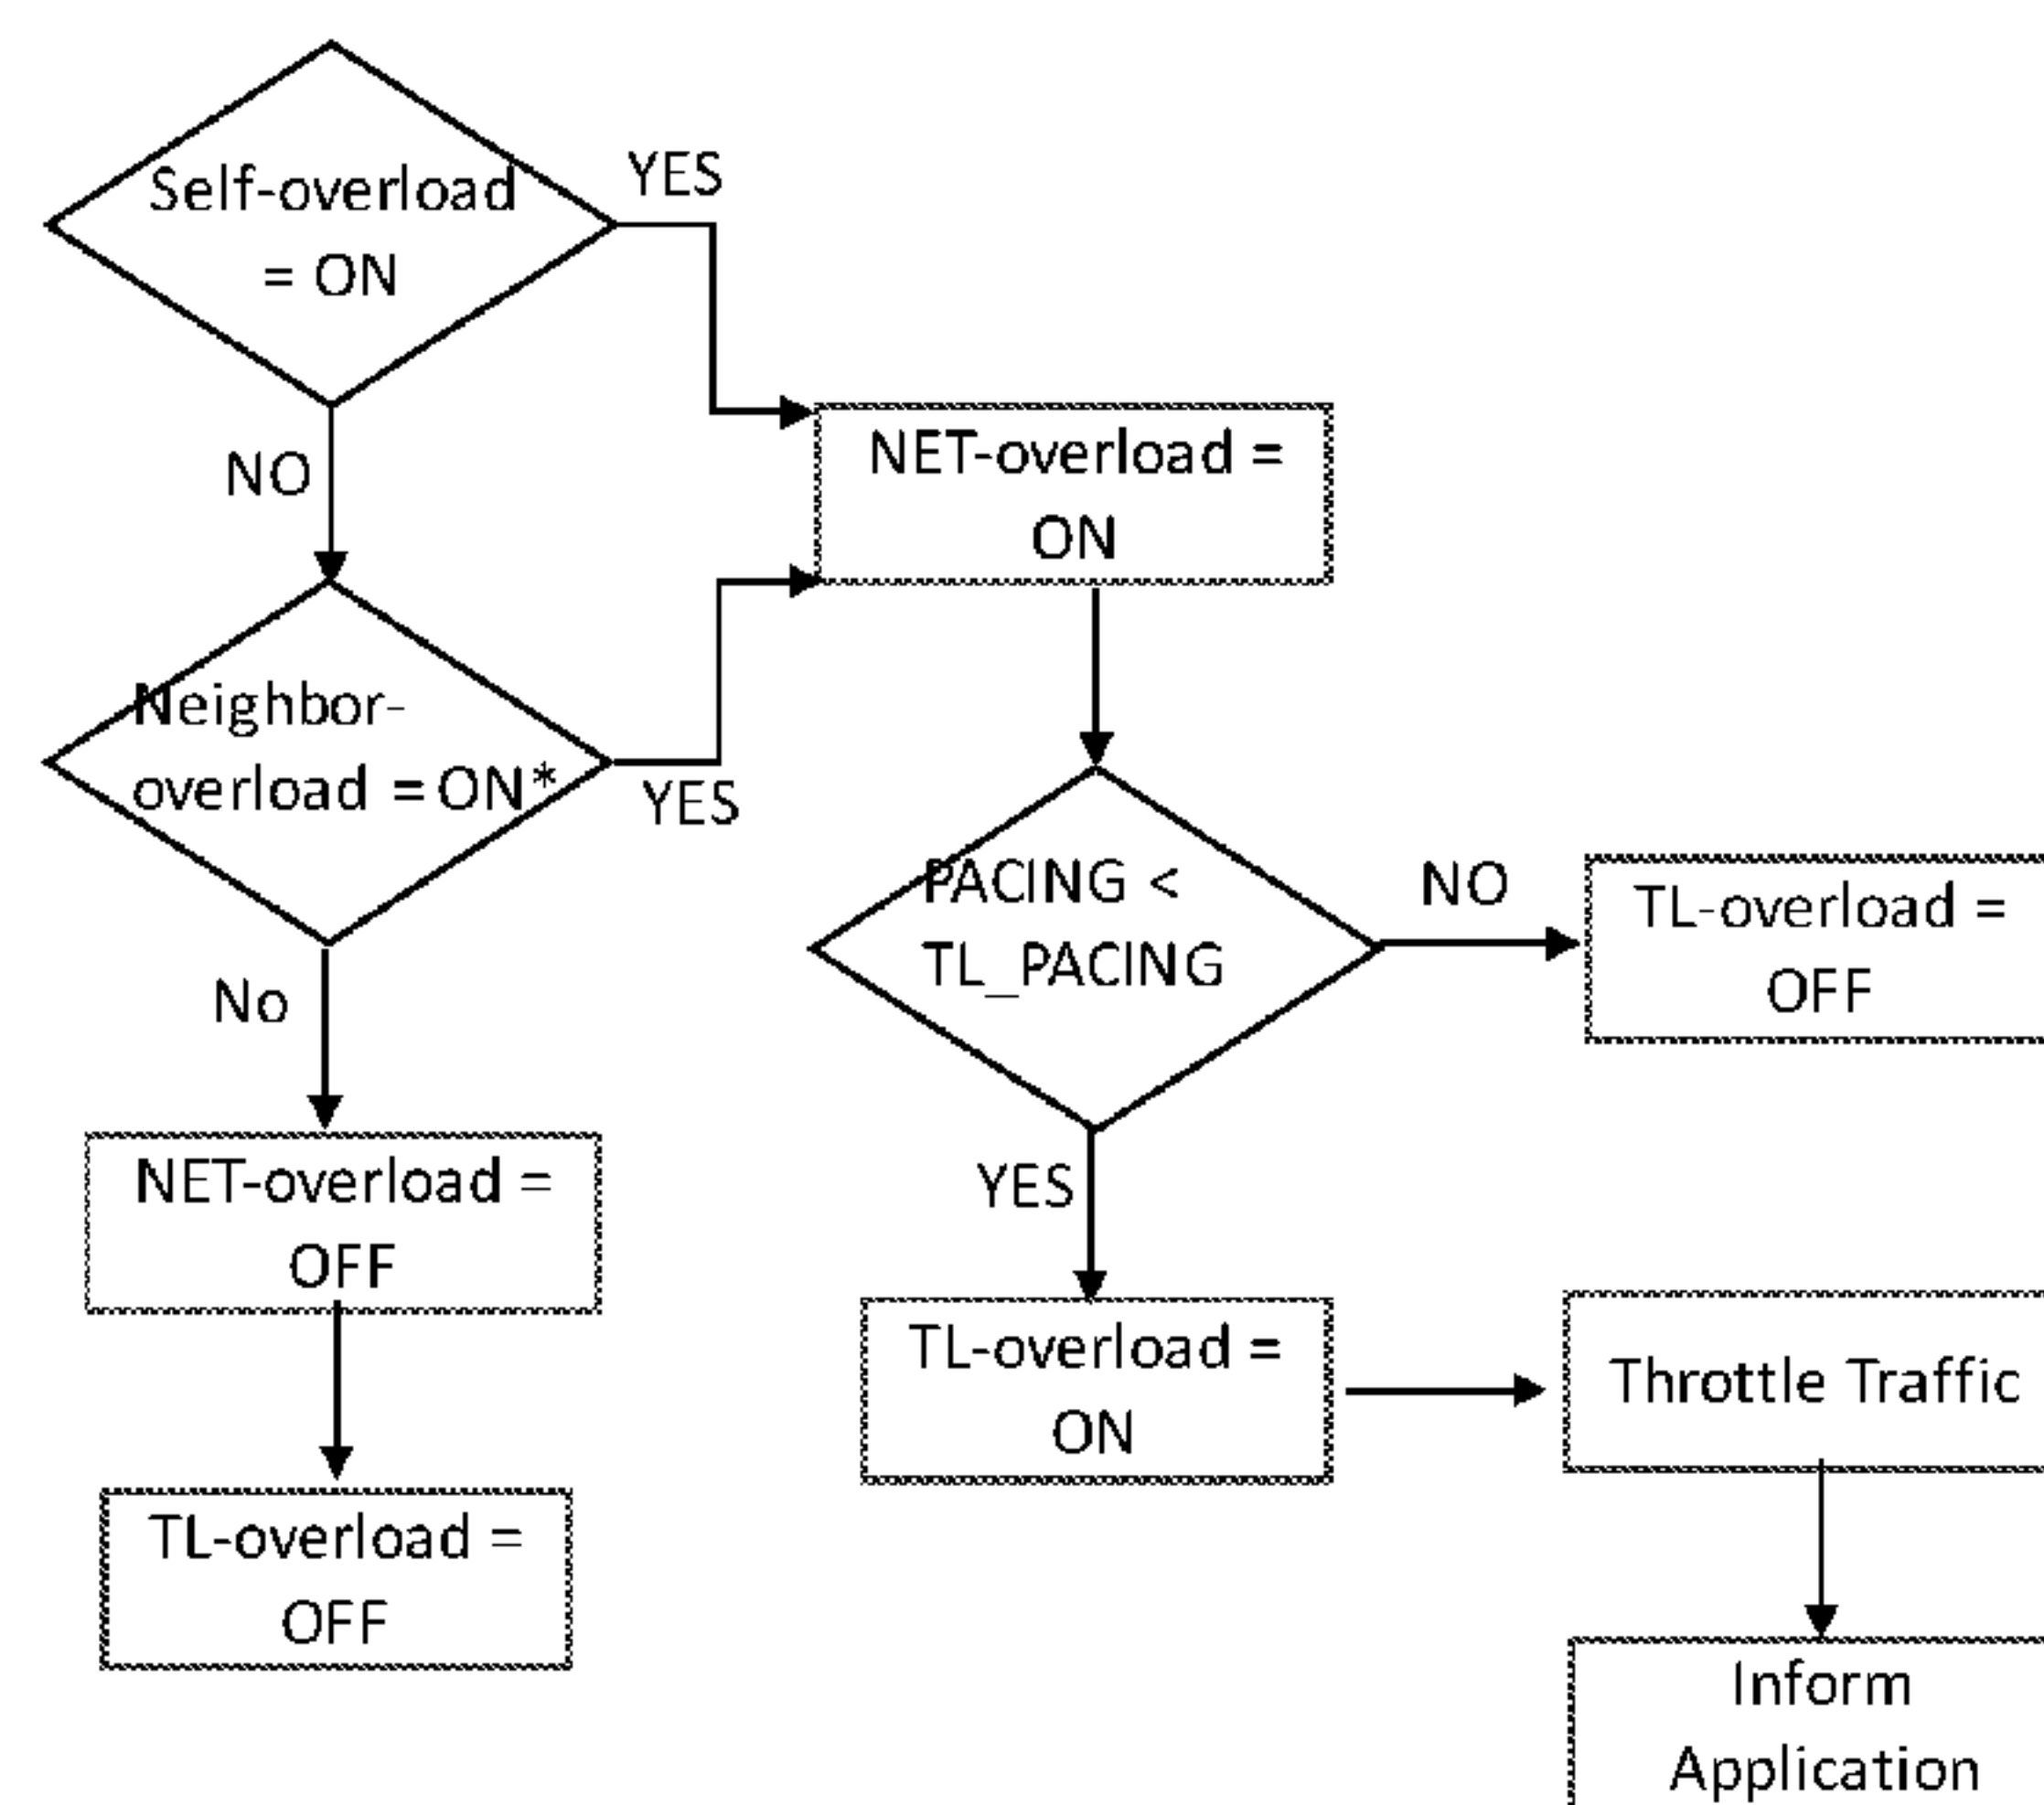 Self-overload
= ON
YES
NO
NET-overload =
ON
Neighbor-
overload = ON*
YES
PACING <
TL_PACING
NO
TL-overload =
OFF
No
NET-overload =
OFF
YES
TL-overload =
ON
Throttle Traffic
TL-overload =
OFF
Inform
Application